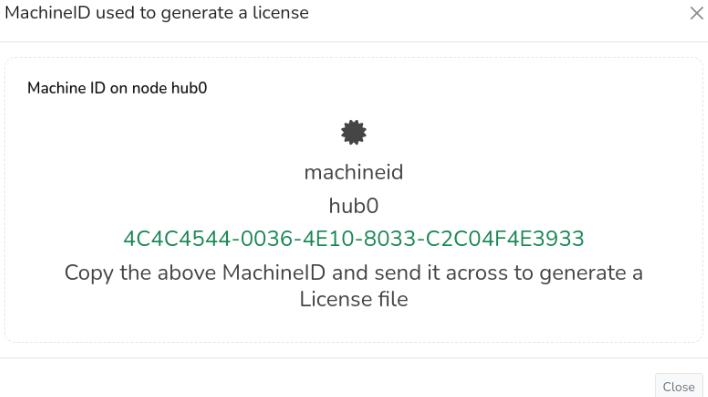 MachineID used to generate a license
Machine ID on node hub0
machineid
hub0
4C4C4544-0036-4E10-8033-C2C04F4E3933
Copy the above MachineID and send it across to generate a
License file
Close